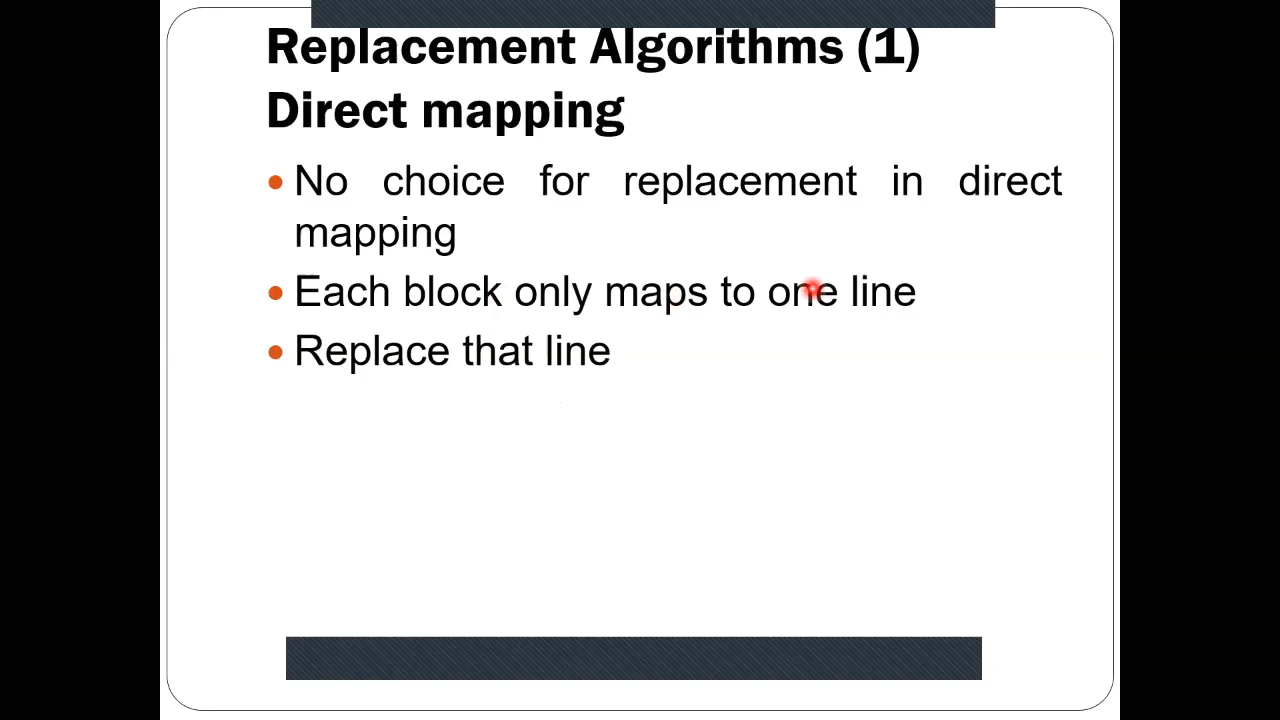 Replacement Algorithms (1)
Direct mapping
• No choice for replacement in direct
mapping
• Each block only maps to one line
• Replace that line